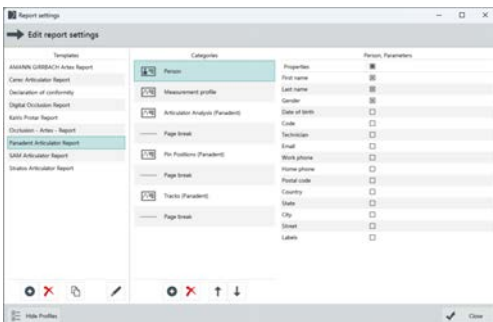 Report settings
Edit report settings
Templates
AMANN GIRRBACH Artex Report
Cerec Articulator Report
Declaration of conformity
Digital Occlusion Report
KaVo Protar Report
Occlusion - Artex - Report
Panadent Articulator Report
SAM Articulator Report
Stratos Articulator Report
Categories
Person
Measurement profile
Articulator Analysis (Panadent)
Page break
Pin Positions (Panadent)
Page break
Tracks (Panadent)
Page break
Person, Parameters
Properties
First name
Last name
Gender
Date of birth
Code
Technician
Email
Work phone
Home phone
Postal code
Country
State
City
Street
Labels
Hide Profiles
Close